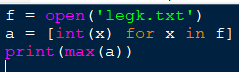 f = open('legk.txt')
a = [int(x) for x in f]
print(max(a))